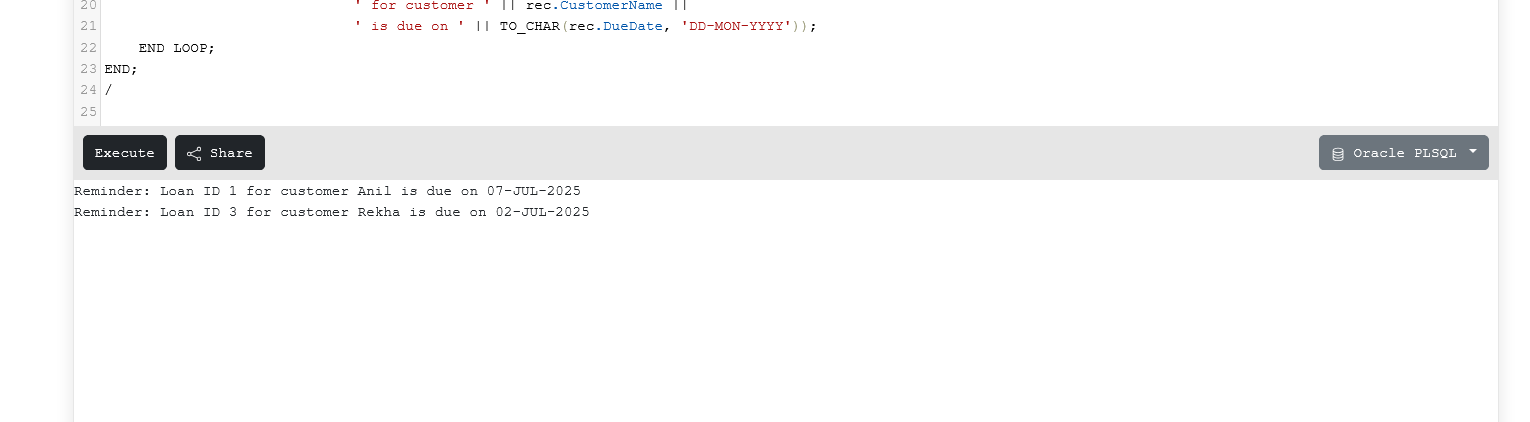 20                              ' for customer ' || rec.CustomerName ||
21                              ' is due on ' || TO_CHAR(rec.DueDate, 'DD-MON-YYYY'));
22     END LOOP;
23 END;
24 /
25
Execute Share Oracle PLSQL
Reminder: Loan ID 1 for customer Anil is due on 07-JUL-2025
Reminder: Loan ID 3 for customer Rekha is due on 02-JUL-2025